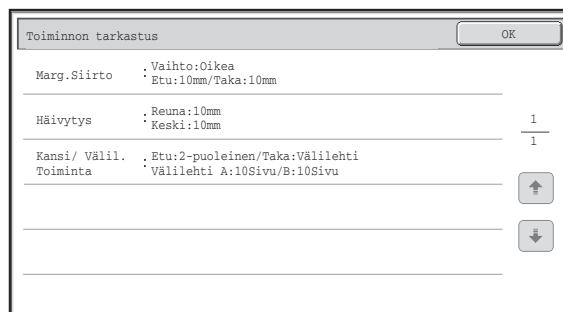 Toiminnon tarkastus
OK
Marg.Siirto : Vaihto:Oikea
Etu:10mm/Taka:10mm
Häivytys : Reuna:10mm
Keski:10mm
1
1
Kansi/ Välil. : Etu:2-puoleinen/Taka:Välilehti
Toiminta Välilehti A:10Sivu/B:10Sivu